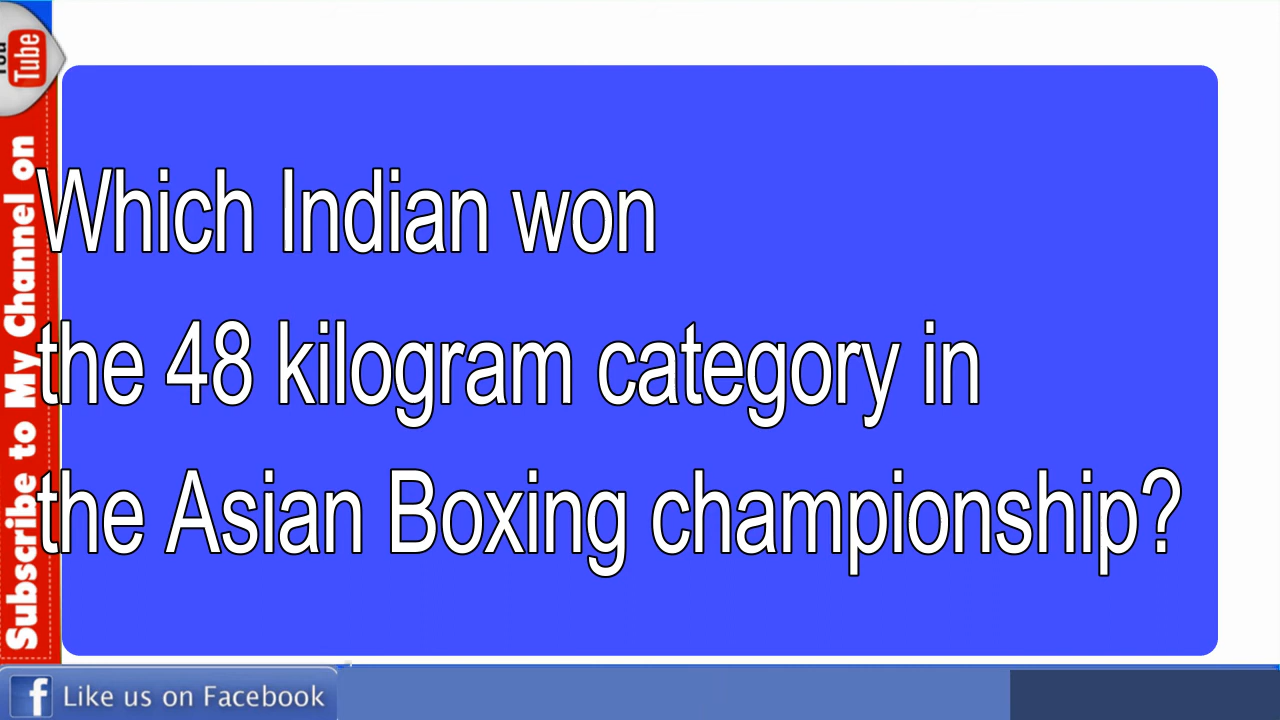 You
Tube
Subscribe to My Channel on
Which Indian won
the 48 kilogram category in
the Asian Boxing championship?
f Like us on Facebook